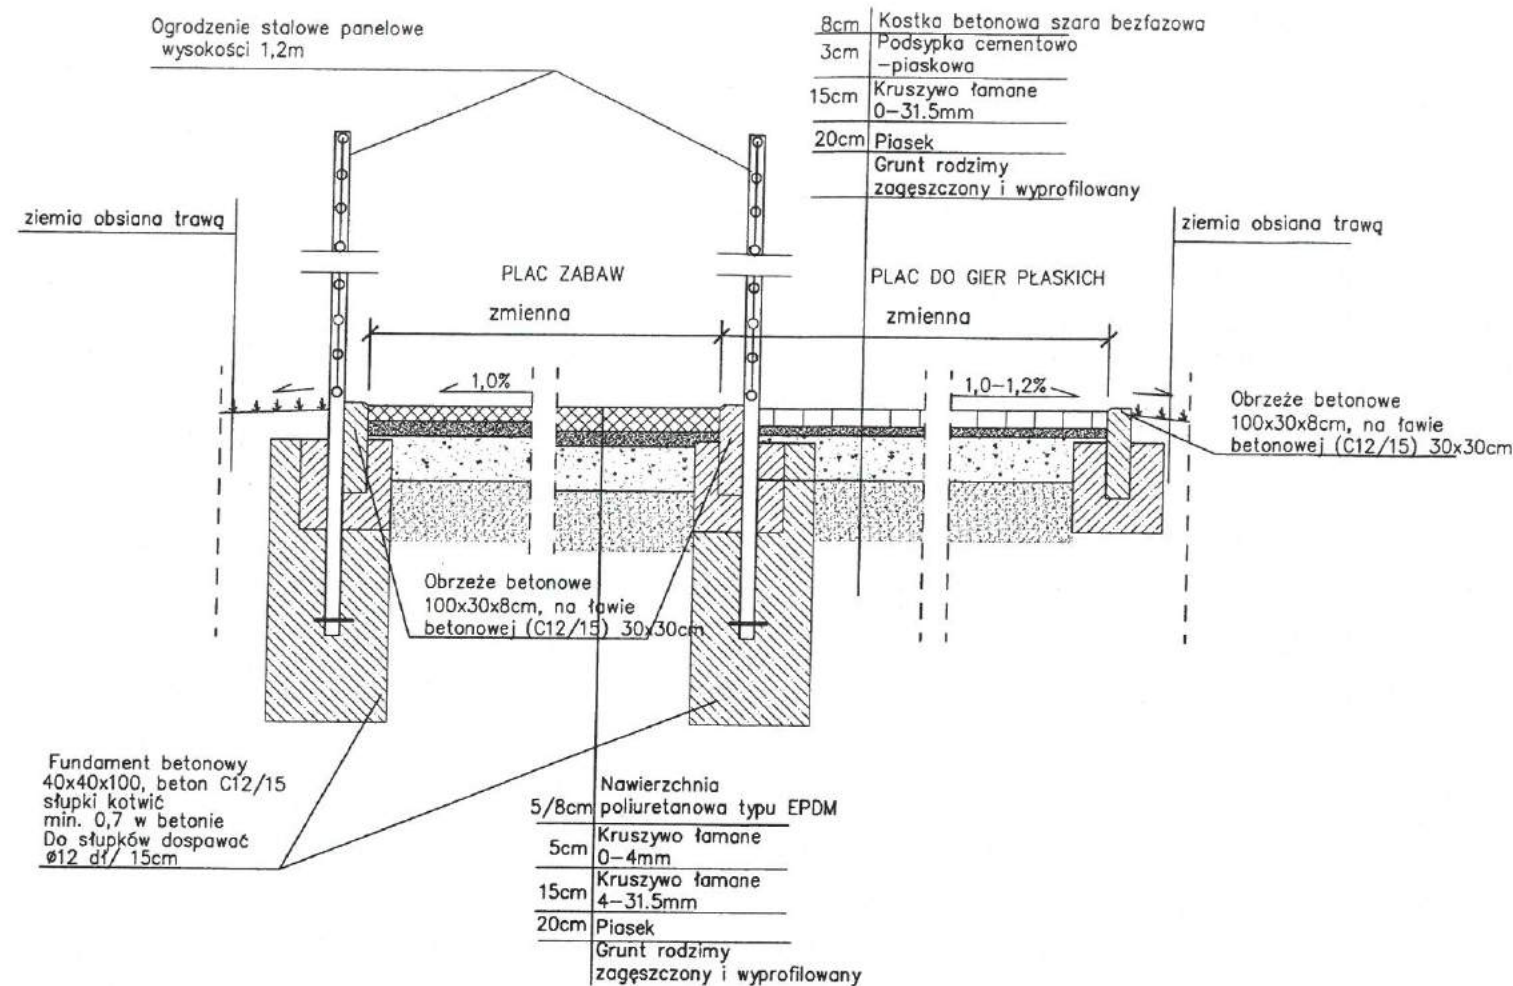 Ogrodzenie stalowe panelowe
wysokości 1,2m
8cm Kostka betonowa szara bezfazowa
3cm Podsypka cementowo
-piaskowa
15cm Kruszywo łamane
0-31.5mm
20cm Piasek
Grunt rodzimy
zagęszczony i wyprofilowany
ziemia obsiana trawą
ziemia obsiana trawą
PLAC ZABAW
zmienna
PLAC DO GIER PŁASKICH
zmienna
1,0%
1,0-1,2%
Obrzeże betonowe
100x30x8cm, na ławie
betonowej (C12/15) 30x30cm
Obrzeże betonowe
100x30x8cm, na ławie
betonowej (C12/15) 30x30cm
Fundament betonowy
40x40x100, beton C12/15
słupki kotwić
min. 0,7 w betonie
Do słupków dospawać
ø12 dł/ 15cm
Nawierzchnia
5/8cm poliuretanowa typu EPDM
5cm Kruszywo łamane
0-4mm
15cm Kruszywo łamane
4-31.5mm
20cm Piasek
Grunt rodzimy
zagęszczony i wyprofilowany